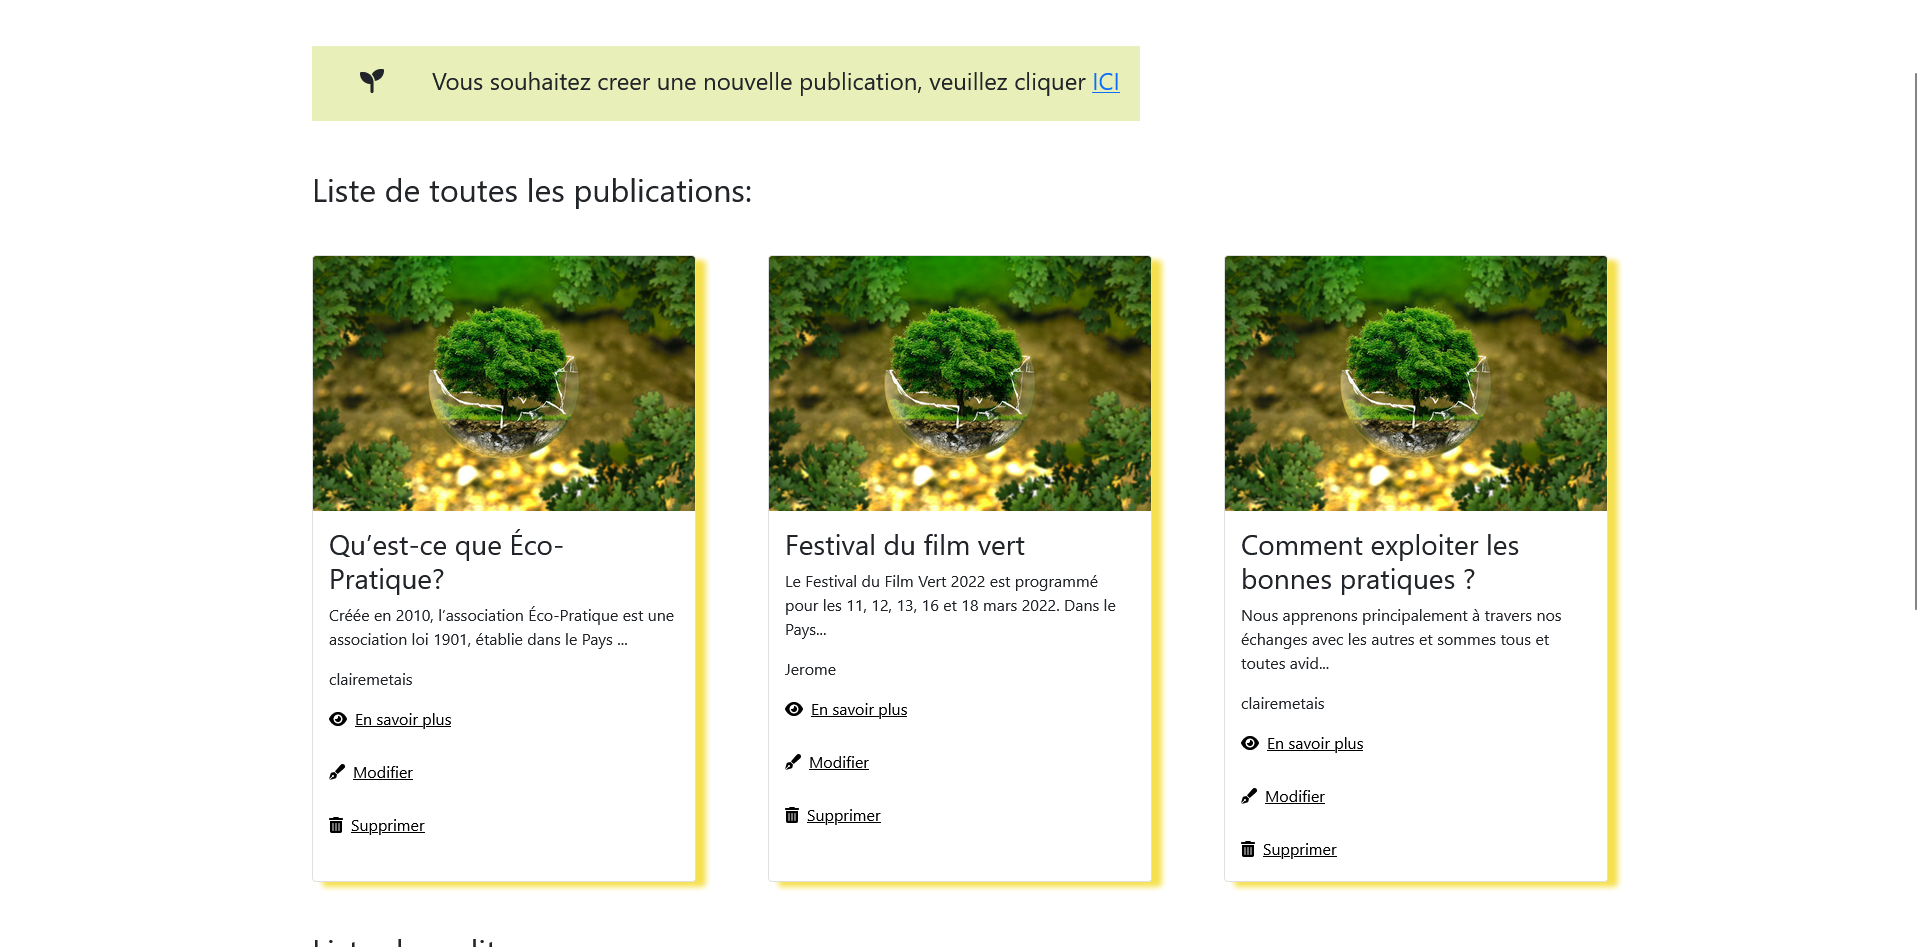 Vous souhaitez creer une nouvelle publication, veuillez cliquer ICI
Liste de toutes les publications:
Qu’est-ce que Éco-
Pratique?
Créée en 2010, l’association Éco-Pratique est une
association loi 1901, établie dans le Pays ...
clairemetais
En savoir plus
Modifier
Supprimer
Festival du film vert
Le Festival du Film Vert 2022 est programmé
pour les 11, 12, 13, 16 et 18 mars 2022. Dans le
Pays...
Jerome
En savoir plus
Modifier
Supprimer
Comment exploiter les
bonnes pratiques ?
Nous apprenons principalement à travers nos
échanges avec les autres et sommes tous et
toutes avid...
clairemetais
En savoir plus
Modifier
Supprimer